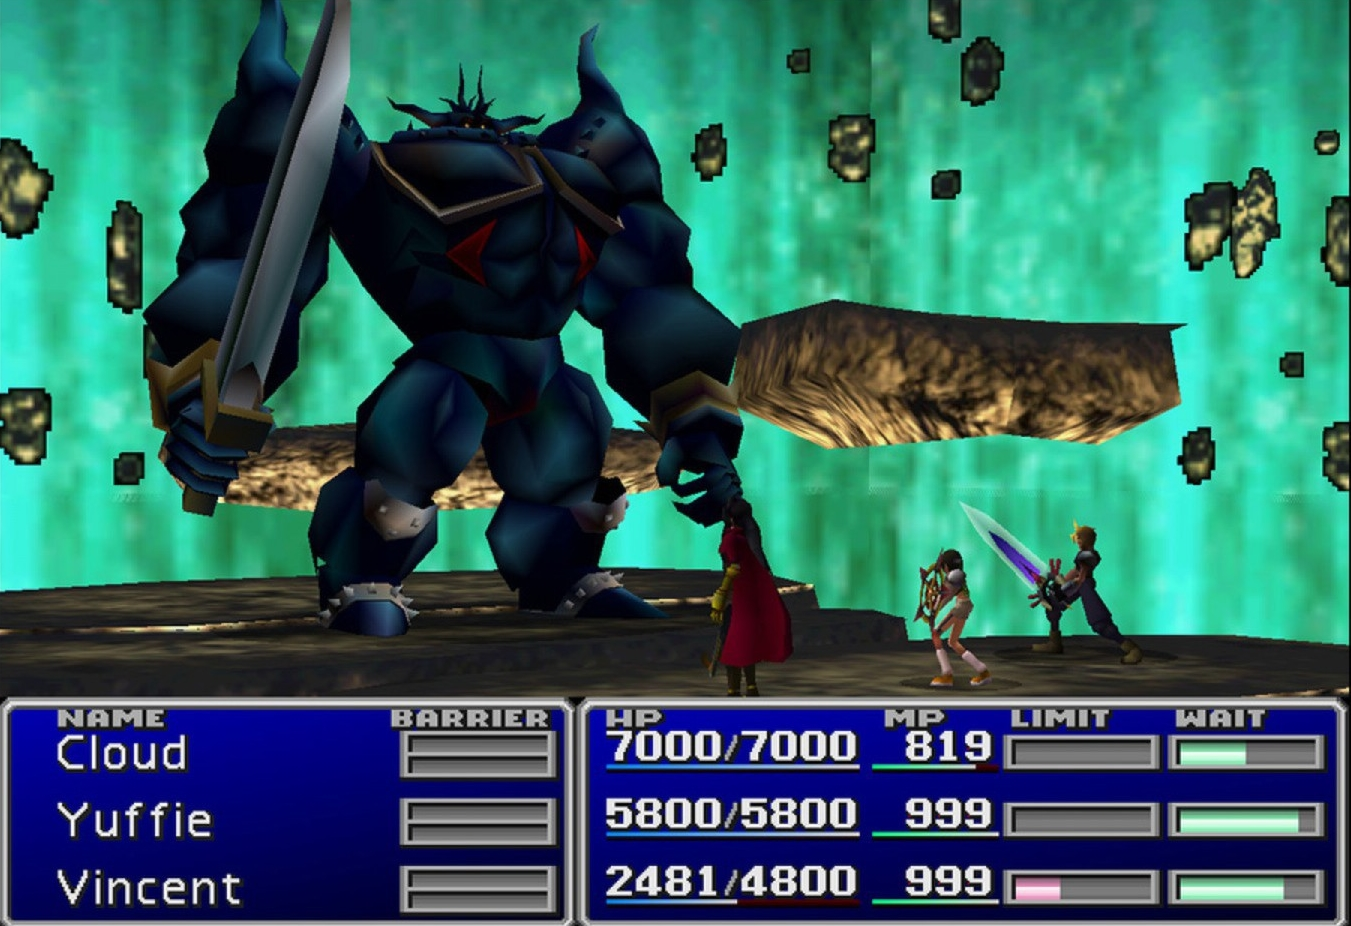 NAME BARRIER HP MP LIMIT WAIT
Cloud 7000/7000 819
Yuffie 5800/5800 999
Vincent 2481/4800 999